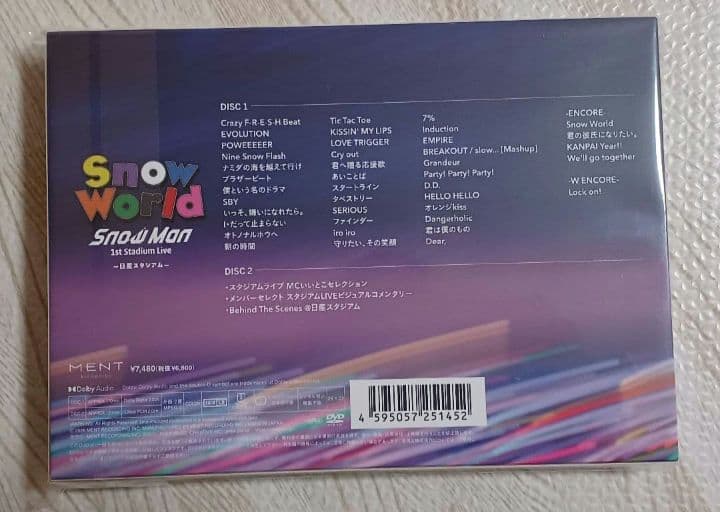 Snow
World
Snow Man
1st Stadium Live
〜日産スタジアム〜
DISC 1
Crazy F-R-E-S-H Beat
EVOLUTION
POWEEEEER
Nine Snow Flash
ナミダの海を越えて行け
ブラザービート
僕という名のドラマ
SBY
いっそ、嫌いになれたら。
I・だって止まらない
オトノナルホウへ
朝の時間
Tic Tac Toe
KISSIN' MY LIPS
LOVE TRIGGER
Cry out
君へ贈る応援歌
あいことば
スタートライン
タペストリー
SERIOUS
ファインダー
iro iro
守りたい、その笑顔
7%
Induction
EMPIRE
BREAKOUT / slow... [Mashup]
Grandeur
Party! Party! Party!
D.D.
HELLO HELLO
オレンジkiss
Dangerholic
君は僕のもの
Dear,
-ENCORE-
Snow World
君の彼氏になりたい。
KANPAI Year!!
We'll go together
-W ENCORE-
Lock on!
DISC 2
・スタジアムライブ MCいいとこセレクション
・メンバーセレクト スタジアムLIVEビジュアルコメンタリー
・Behind The Scenes @日産スタジアム
MENT
¥7,480(税抜¥6,800)
Dolby Audio
DVD
4 595057 251452